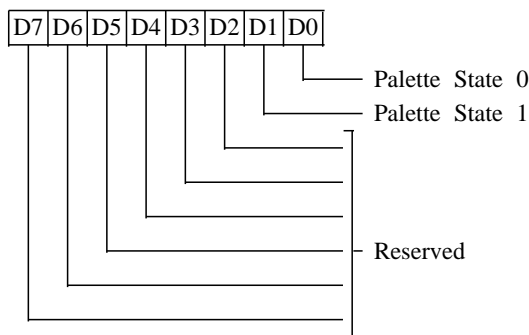 D7 D6 D5 D4 D3 D2 D1 D0
Palette State 0
Palette State 1
Reserved